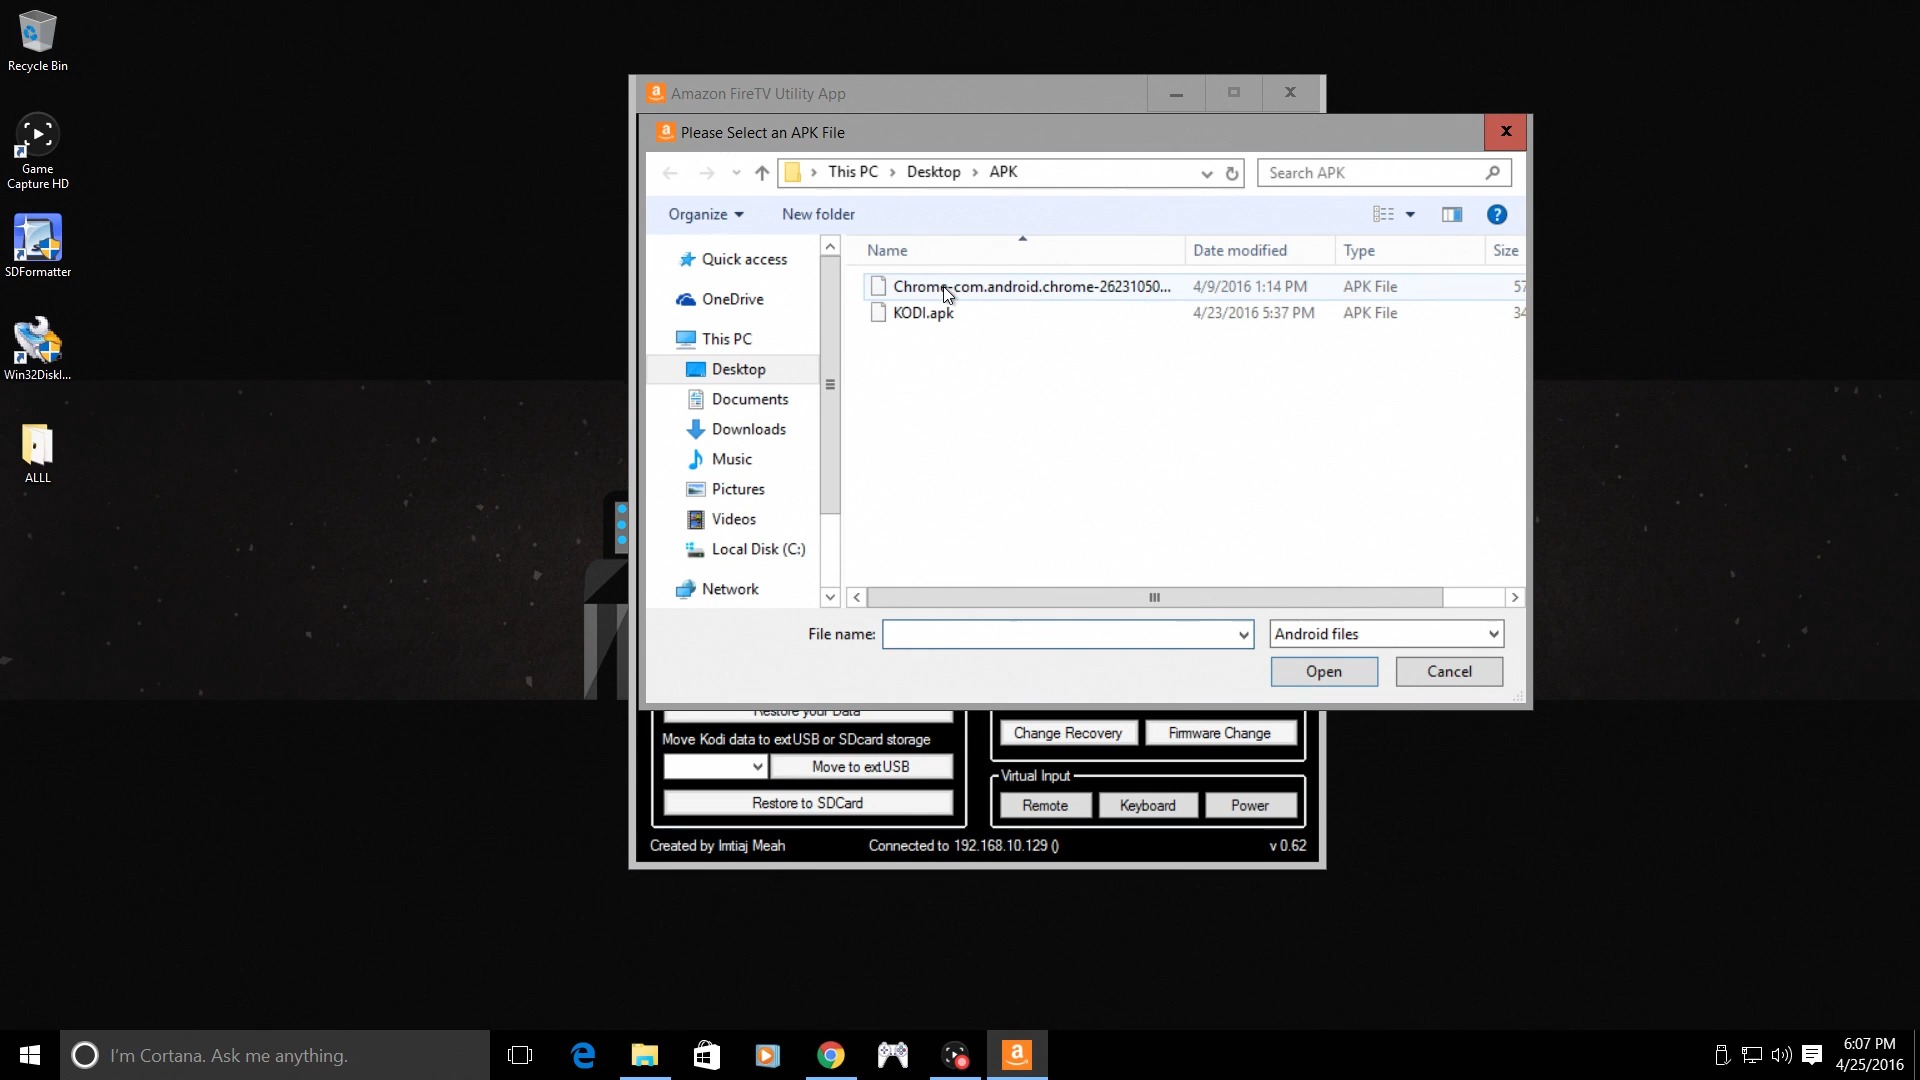 Recycle Bin
Game
Capture HD
SDFormatter
Win32DiskI...
ALLL
Amazon FireTV Utility App
Please Select an APK File
This PC > Desktop > APK
Search APK
Organize
New folder
Name
Date modified
Type
Size
Chrome-com.android.chrome-26231050... 4/9/2016 1:14 PM APK File 57
KODI.apk 4/23/2016 5:37 PM APK File 34
Quick access
OneDrive
This PC
Desktop
Documents
Downloads
Music
Pictures
Videos
Local Disk (C:)
Network
File name:
Android files
Open
Cancel
Restore your Data
Move Kodi data to extUSB or SDcard storage
Move to extUSB
Restore to SDCard
Change Recovery
Firmware Change
Virtual Input
Remote
Keyboard
Power
Created by Imtiaj Meah
Connected to 192.168.10.129 ()
v 0.62
I'm Cortana. Ask me anything.
6:07 PM
4/25/2016